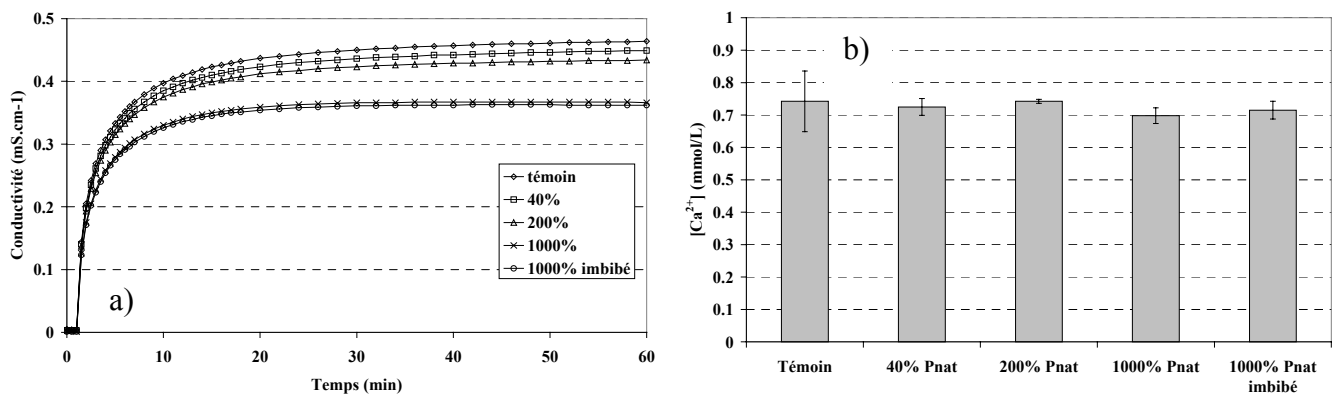 0.5
0.4
0.3
0.2
0.1
0
Conductivité (mS.cm-1)
témoin
40%
200%
1000%
1000% imbibé
a)
0 10 20 30 40 50 60
Temps (min)
b)
1
0.9
0.8
0.7
0.6
0.5
0.4
0.3
0.2
0.1
0
[Ca²⁺] (mmol/L)
Témoin 40% Pnat 200% Pnat 1000% Pnat 1000% Pnat
imbibé